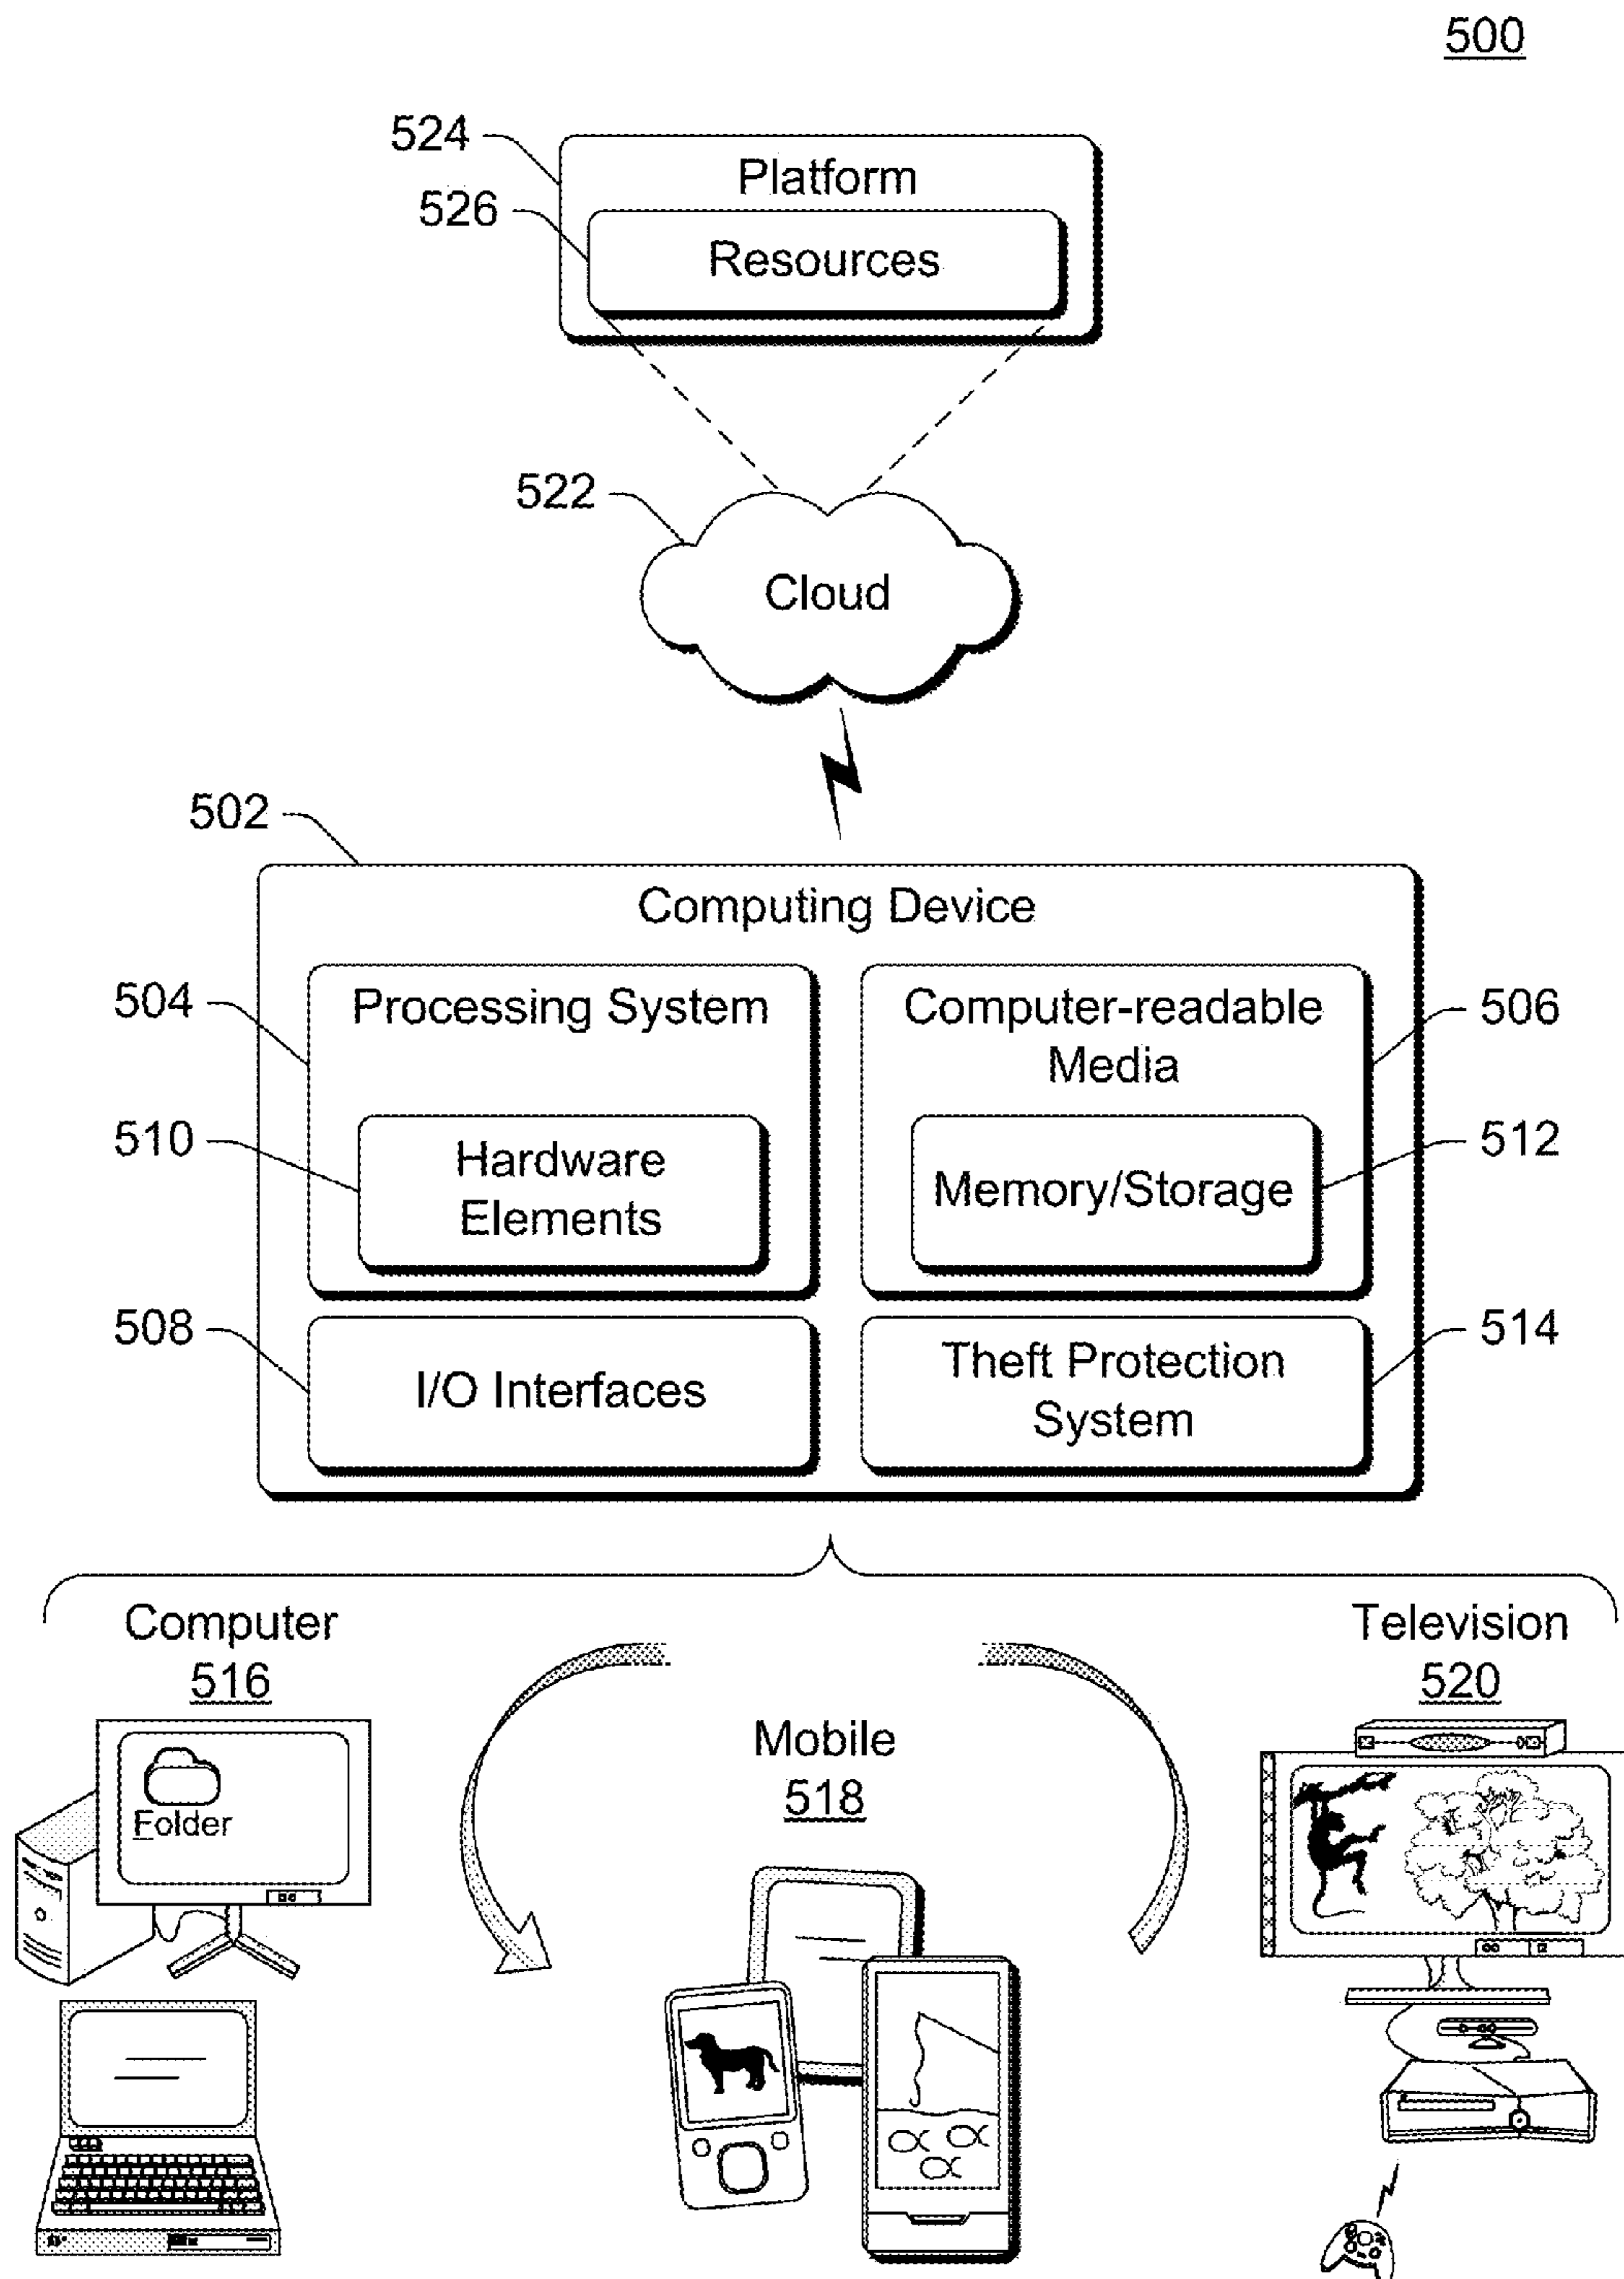 500
524
Platform
526
Resources
522
Cloud
502
Computing Device
504
Processing System
Computer-readable
Media
506
510
Hardware
Elements
Memory/Storage
512
508
I/O Interfaces
Theft Protection
System
514
Computer
516
Television
520
Mobile
518
Folder